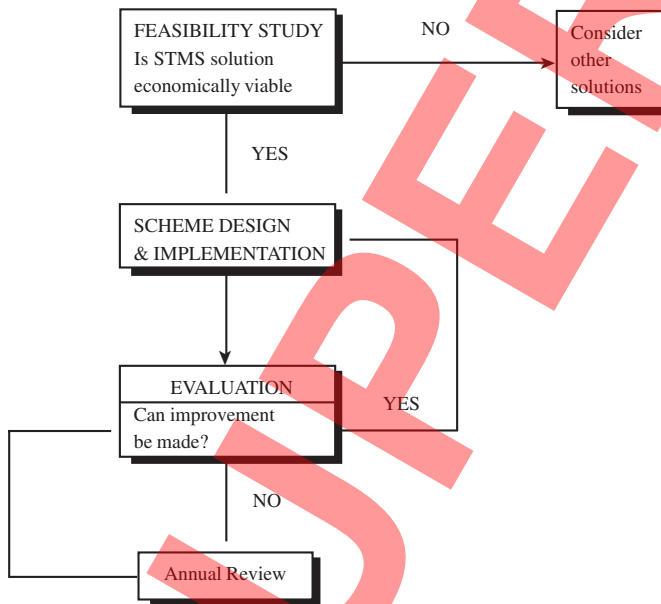 FEASIBILITY STUDY
Is STMS solution
economically viable
NO
Consider
other
solutions
YES
SCHEME DESIGN
& IMPLEMENTATION
EVALUATION
Can improvement
be made?
YES
NO
Annual Review